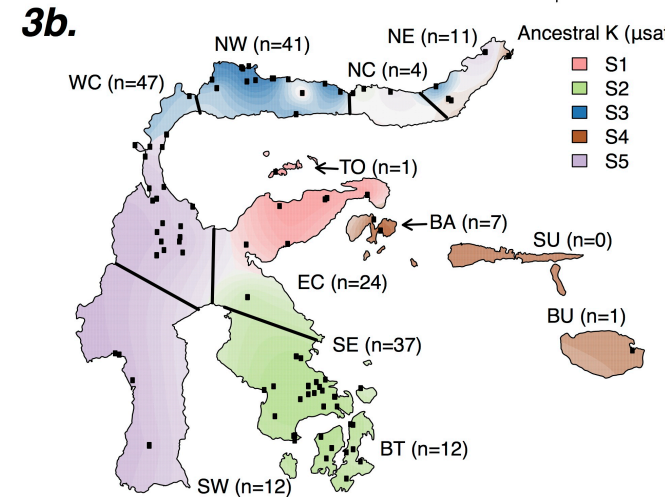 3b.
NE (n=11)
Ancestral K (μsa
NW (n=41)
S1
NC (n=4)
WC (n=47)
S2
S3
S4
S5
TO (n=1)
BA (n=7)
SU (n=0)
EC (n=24)
BU (n=1)
SE (n=37)
BT (n=12)
SW (n=12)